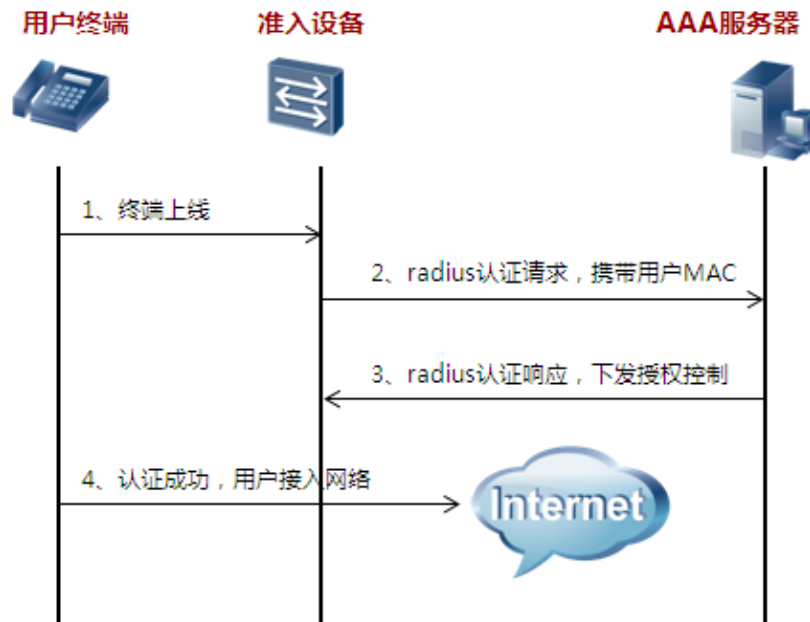 用户终端
准入设备
AAA服务器
1、终端上线
2、radius认证请求，携带用户MAC
3、radius认证响应，下发授权控制
4、认证成功，用户接入网络
Internet